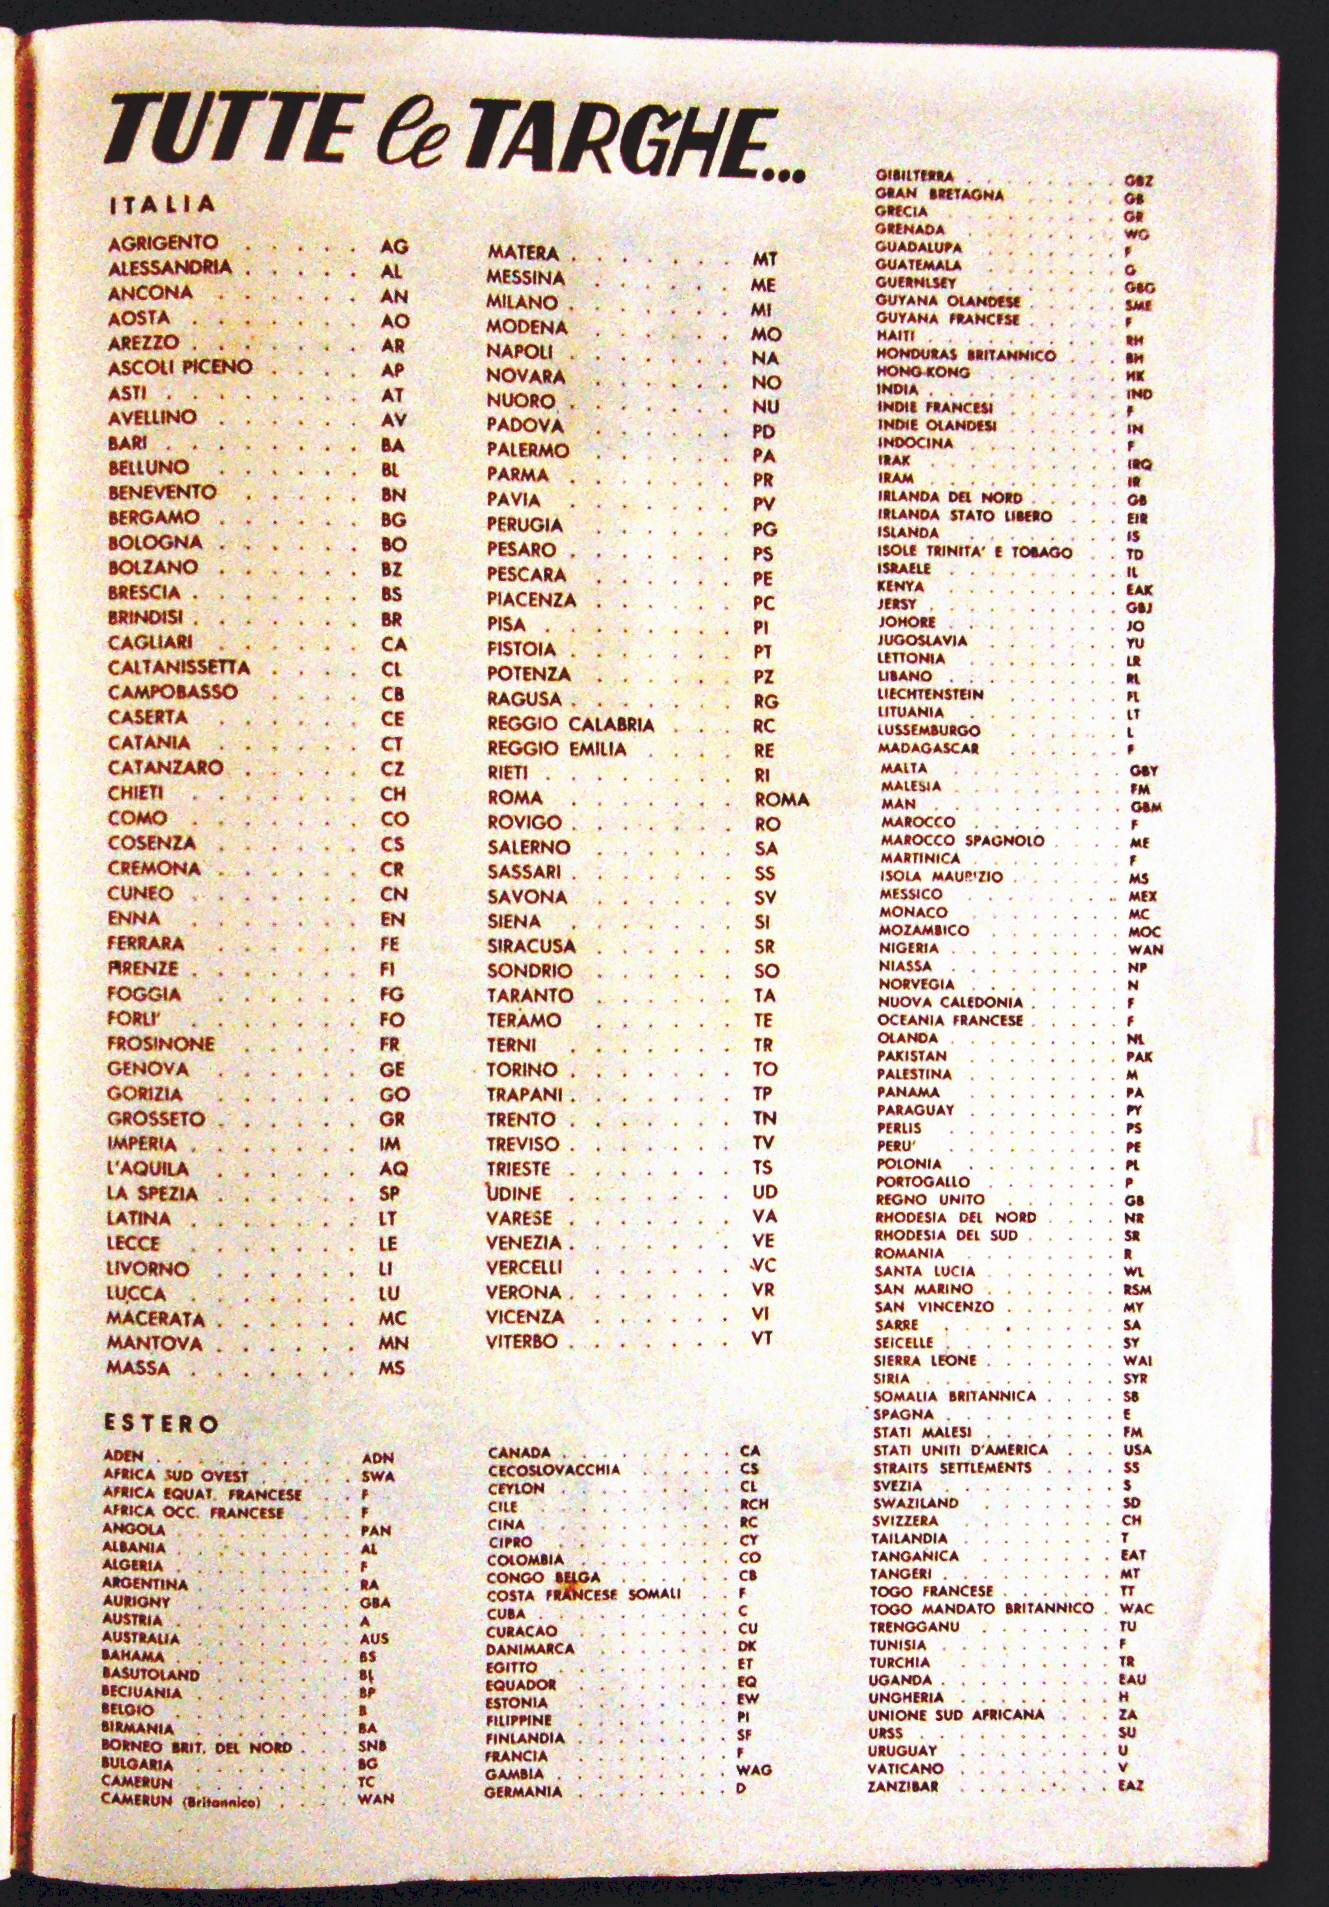 TUTTE le TARGHE...
ITALIA
AGRIGENTO . . . . . AG
ALESSANDRIA . . . . . AL
ANCONA . . . . . . AN
AOSTA . . . . . . . AO
AREZZO . . . . . . . AR
ASCOLI PICENO . . . . AP
ASTI . . . . . . . . AT
AVELLINO . . . . . . AV
BARI . . . . . . . . BA
BELLUNO . . . . . . BL
BENEVENTO . . . . . BN
BERGAMO . . . . . . BG
BOLOGNA . . . . . . BO
BOLZANO . . . . . . BZ
BRESCIA . . . . . . . BS
BRINDISI . . . . . . . BR
CAGLIARI . . . . . . CA
CALTANISSETTA . . . . CL
CAMPOBASSO . . . . CB
CASERTA . . . . . . CE
CATANIA . . . . . . CT
CATANZARO . . . . . CZ
CHIETI . . . . . . . CH
COMO . . . . . . . CO
COSENZA . . . . . . CS
CREMONA . . . . . . CR
CUNEO . . . . . . . CN
ENNA . . . . . . . . EN
FERRARA . . . . . . FE
FIRENZE . . . . . . . FI
FOGGIA . . . . . . FG
FORLI' . . . . . . . FO
FROSINONE . . . . . FR
GENOVA . . . . . . GE
GORIZIA . . . . . . GO
GROSSETO . . . . . . GR
IMPERIA . . . . . . . IM
L'AQUILA . . . . . . AQ
LA SPEZIA . . . . . . SP
LATINA . . . . . . . LT
LECCE . . . . . . . LE
LIVORNO . . . . . . LI
LUCCA . . . . . . . LU
MACERATA . . . . . . MC
MANTOVA . . . . . . MN
MASSA . . . . . . . MS
MATERA . . . . . . . MT
MESSINA . . . . . . ME
MILANO . . . . . . . MI
MODENA . . . . . . MO
NAPOLI . . . . . . . NA
NOVARA . . . . . . NO
NUORO . . . . . . . NU
PADOVA . . . . . . PD
PALERMO . . . . . . PA
PARMA . . . . . . . PR
PAVIA . . . . . . . PV
PERUGIA . . . . . . PG
PESARO . . . . . . . PS
PESCARA . . . . . . PE
PIACENZA . . . . . . PC
PISA . . . . . . . . PI
PISTOIA . . . . . . . PT
POTENZA . . . . . . PZ
RAGUSA . . . . . . . RG
REGGIO CALABRIA . . . RC
REGGIO EMILIA . . . . RE
RIETI . . . . . . . . RI
ROMA . . . . . . . ROMA
ROVIGO . . . . . . . RO
SALERNO . . . . . . SA
SASSARI . . . . . . . SS
SAVONA . . . . . . SV
SIENA . . . . . . . SI
SIRACUSA . . . . . . SR
SONDRIO . . . . . . SO
TARANTO . . . . . . TA
TERAMO . . . . . . TE
TERNI . . . . . . . TR
TORINO . . . . . . . TO
TRAPANI . . . . . . . TP
TRENTO . . . . . . . TN
TREVISO . . . . . . . TV
TRIESTE . . . . . . . TS
UDINE . . . . . . . UD
VARESE . . . . . . . VA
VENEZIA . . . . . . . VE
VERCELLI . . . . . . VC
VERONA . . . . . . . VR
VICENZA . . . . . . VI
VITERBO . . . . . . . VT
ESTERO
ADEN . . . . . . . . ADN
AFRICA SUD OVEST . . . . . SWA
AFRICA EQUAT. FRANCESE . . . F
AFRICA OCC. FRANCESE . . . F
ANGOLA . . . . . . . PAN
ALBANIA . . . . . . . AL
ALGERIA . . . . . . . F
ARGENTINA . . . . . . RA
AURIGNY . . . . . . . GBA
AUSTRIA . . . . . . . A
AUSTRALIA . . . . . . AUS
BAHAMA . . . . . . . BS
BASUTOLAND . . . . . . BL
BECIUANIA . . . . . . BP
BELGIO . . . . . . . B
BIRMANIA . . . . . . . BA
BORNEO BRIT. DEL NORD . . . SNB
BULGARIA . . . . . . . BG
CAMERUN . . . . . . . TC
CAMERUN (Britannico) . . . . WAN
CANADA . . . . . . . CA
CECOSLOVACCHIA . . . . . CS
CEYLON . . . . . . . CL
CILE . . . . . . . . RCH
CINA . . . . . . . . RC
CIPRO . . . . . . . . CY
COLOMBIA . . . . . . . CO
CONGO BELGA . . . . . . CB
COSTA FRANCESE SOMALI . . F
CUBA . . . . . . . . C
CURACAO . . . . . . . CU
DANIMARCA . . . . . . DK
EGITTO . . . . . . . ET
EQUADOR . . . . . . . EQ
ESTONIA . . . . . . . EW
FILIPPINE . . . . . . . PI
FINLANDIA . . . . . . . SF
FRANCIA . . . . . . . F
GAMBIA . . . . . . . WAG
GERMANIA . . . . . . . D
GIBILTERRA . . . . . . . GBZ
GRAN BRETAGNA . . . . . GB
GRECIA . . . . . . . GR
GRENADA . . . . . . . WG
GUADALUPA . . . . . . F
GUATEMALA . . . . . . G
GUERNLSEY . . . . . . GBG
GUYANA OLANDESE . . . . SME
GUYANA FRANCESE . . . . . F
HAITI . . . . . . . . RH
HONDURAS BRITANNICO . . . BH
HONG-KONG . . . . . . HK
INDIA . . . . . . . . IND
INDIE FRANCESI . . . . . F
INDIE OLANDESI . . . . . IN
INDOCINA . . . . . . . F
IRAK . . . . . . . . IRQ
IRAM . . . . . . . . IR
IRLANDA DEL NORD . . . . GB
IRLANDA STATO LIBERO . . . EIR
ISLANDA . . . . . . . IS
ISOLE TRINITA' E TOBAGO . . TD
ISRAELE . . . . . . . IL
KENYA . . . . . . . . EAK
JERSY . . . . . . . . GBJ
JOHORE . . . . . . . JO
JUGOSLAVIA . . . . . . YU
LETTONIA . . . . . . . LR
LIBANO . . . . . . . RL
LIECHTENSTEIN . . . . . FL
LITUANIA . . . . . . . LT
LUSSEMBURGO . . . . . . L
MADAGASCAR . . . . . . F
MALTA . . . . . . . . GBY
MALESIA . . . . . . . FM
MAN . . . . . . . . GBM
MAROCCO . . . . . . . F
MAROCCO SPAGNOLO . . . . ME
MARTINICA . . . . . . . F
ISOLA MAURIZIO . . . . . MS
MESSICO . . . . . . . MEX
MONACO . . . . . . . MC
MOZAMBICO . . . . . . MOC
NIGERIA . . . . . . . WAN
NIASSA . . . . . . . NP
NORVEGIA . . . . . . . N
NUOVA CALEDONIA . . . . . F
OCEANIA FRANCESE . . . . . F
OLANDA . . . . . . . NL
PAKISTAN . . . . . . . PAK
PALESTINA . . . . . . . M
PANAMA . . . . . . . PA
PARAGUAY . . . . . . . PY
PERLIS . . . . . . . . PS
PERU' . . . . . . . . PE
POLONIA . . . . . . . PL
PORTOGALLO . . . . . . P
REGNO UNITO . . . . . . GB
RHODESIA DEL NORD . . . . NR
RHODESIA DEL SUD . . . . . SR
ROMANIA . . . . . . . R
SANTA LUCIA . . . . . . WL
SAN MARINO . . . . . . RSM
SAN VINCENZO . . . . . MY
SARRE . . . . . . . . SA
SEICELLE . . . . . . . SY
SIERRA LEONE . . . . . . WAI
SIRIA . . . . . . . . SYR
SOMALIA BRITANNICA . . . . SB
SPAGNA . . . . . . . E
STATI MALESI . . . . . . FM
STATI UNITI D'AMERICA . . . USA
STRAITS SETTLEMENTS . . . . SS
SVEZIA . . . . . . . . S
SWAZILAND . . . . . . SD
SVIZZERA . . . . . . . CH
TAILANDIA . . . . . . . T
TANGANICA . . . . . . EAT
TANGERI . . . . . . . MT
TOGO FRANCESE . . . . . TT
TOGO MANDATO BRITANNICO . WAC
TRENGGANU . . . . . . TU
TUNISIA . . . . . . . F
TURCHIA . . . . . . . TR
UGANDA . . . . . . . EAU
UNGHERIA . . . . . . . H
UNIONE SUD AFRICANA . . . ZA
URSS . . . . . . . . SU
URUGUAY . . . . . . . U
VATICANO . . . . . . . V
ZANZIBAR . . . . . . . EAZ